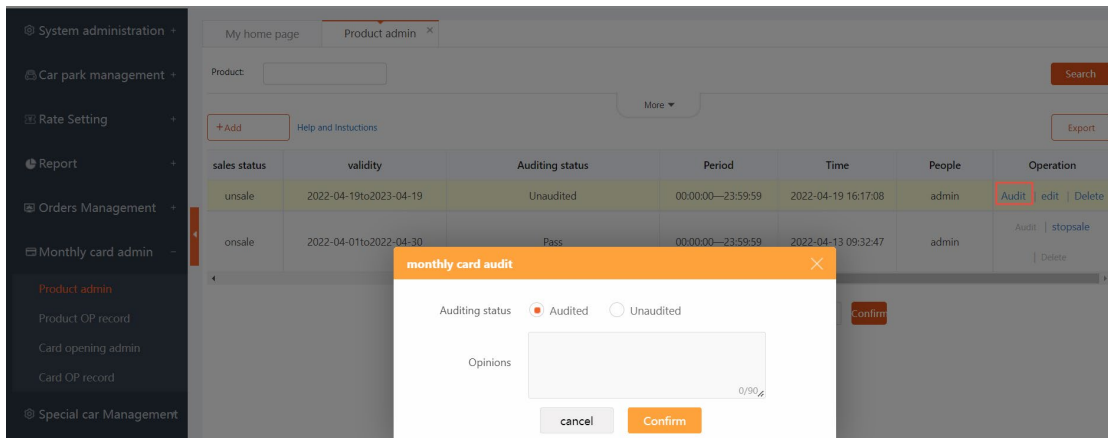 System administration +
My home page
Product admin ×
Car park management +
Product:
Search
More ▼
Rate Setting +
+Add
Help and Instuctions
Export
Report +
sales status validity Auditing status Period Time People Operation
unsale 2022-04-19to2023-04-19 Unaudited 00:00:00—23:59:59 2022-04-19 16:17:08 admin Audit | edit | Delete
Orders Management +
onsale 2022-04-01to2022-04-30 Pass 00:00:00—23:59:59 2022-04-13 09:32:47 admin Audit | stopsale
| Delete
Monthly card admin −
monthly card audit
Product admin
Auditing status Audited Unaudited
Confirm
Product OP record
Card opening admin
Opinions
Card OP record
0/90
Special car Management
cancel Confirm